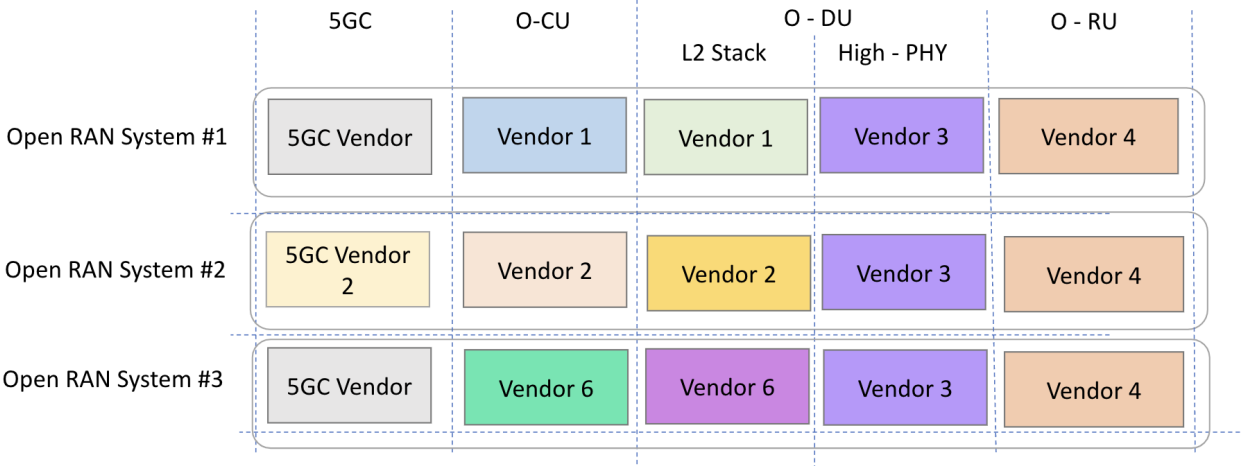 5GC
O-CU
O - DU
O - RU
L2 Stack
High - PHY
Open RAN System #1
5GC Vendor
Vendor 1
Vendor 1
Vendor 3
Vendor 4
Open RAN System #2
5GC Vendor
2
Vendor 2
Vendor 2
Vendor 3
Vendor 4
Open RAN System #3
5GC Vendor
Vendor 6
Vendor 6
Vendor 3
Vendor 4